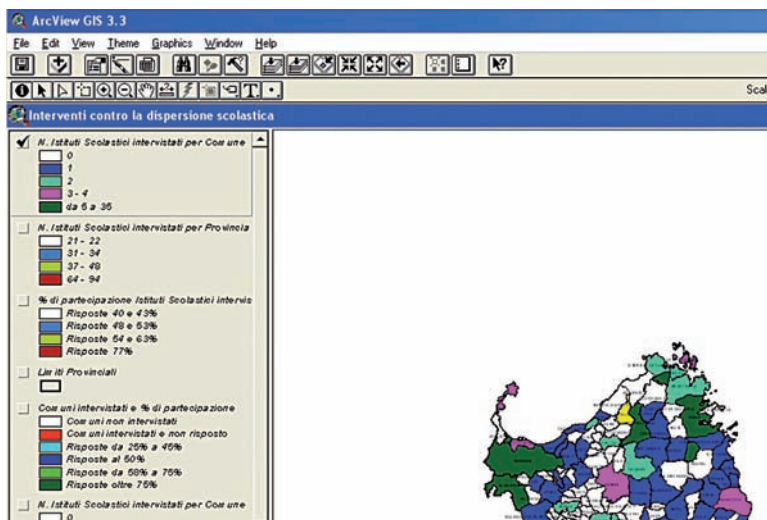 ArcView GIS 3.3
File Edit View Theme Graphics Window Help
Scal
Interventi contro la dispersione scolastica
N. Istituti Scolastici intervistati per Comune
0
1
2
3 - 4
da 5 a 35
N. Istituti Scolastici intervistati per Provincia
21 - 22
31 - 34
37 - 48
64 - 94
% di partecipazione Istituti Scolastici intervis
Risposte 40 e 43%
Risposte 48 e 53%
Risposte 54 e 63%
Risposte 77%
Limiti Provinciali
Comuni intervistati e % di partecipazione
Comuni non intervistati
Comuni intervistati e non risposto
Risposte da 25% a 45%
Risposte al 50%
Risposte da 58% a 75%
Risposte oltre 75%
N. Istituti Scolastici intervistati per Comune
0